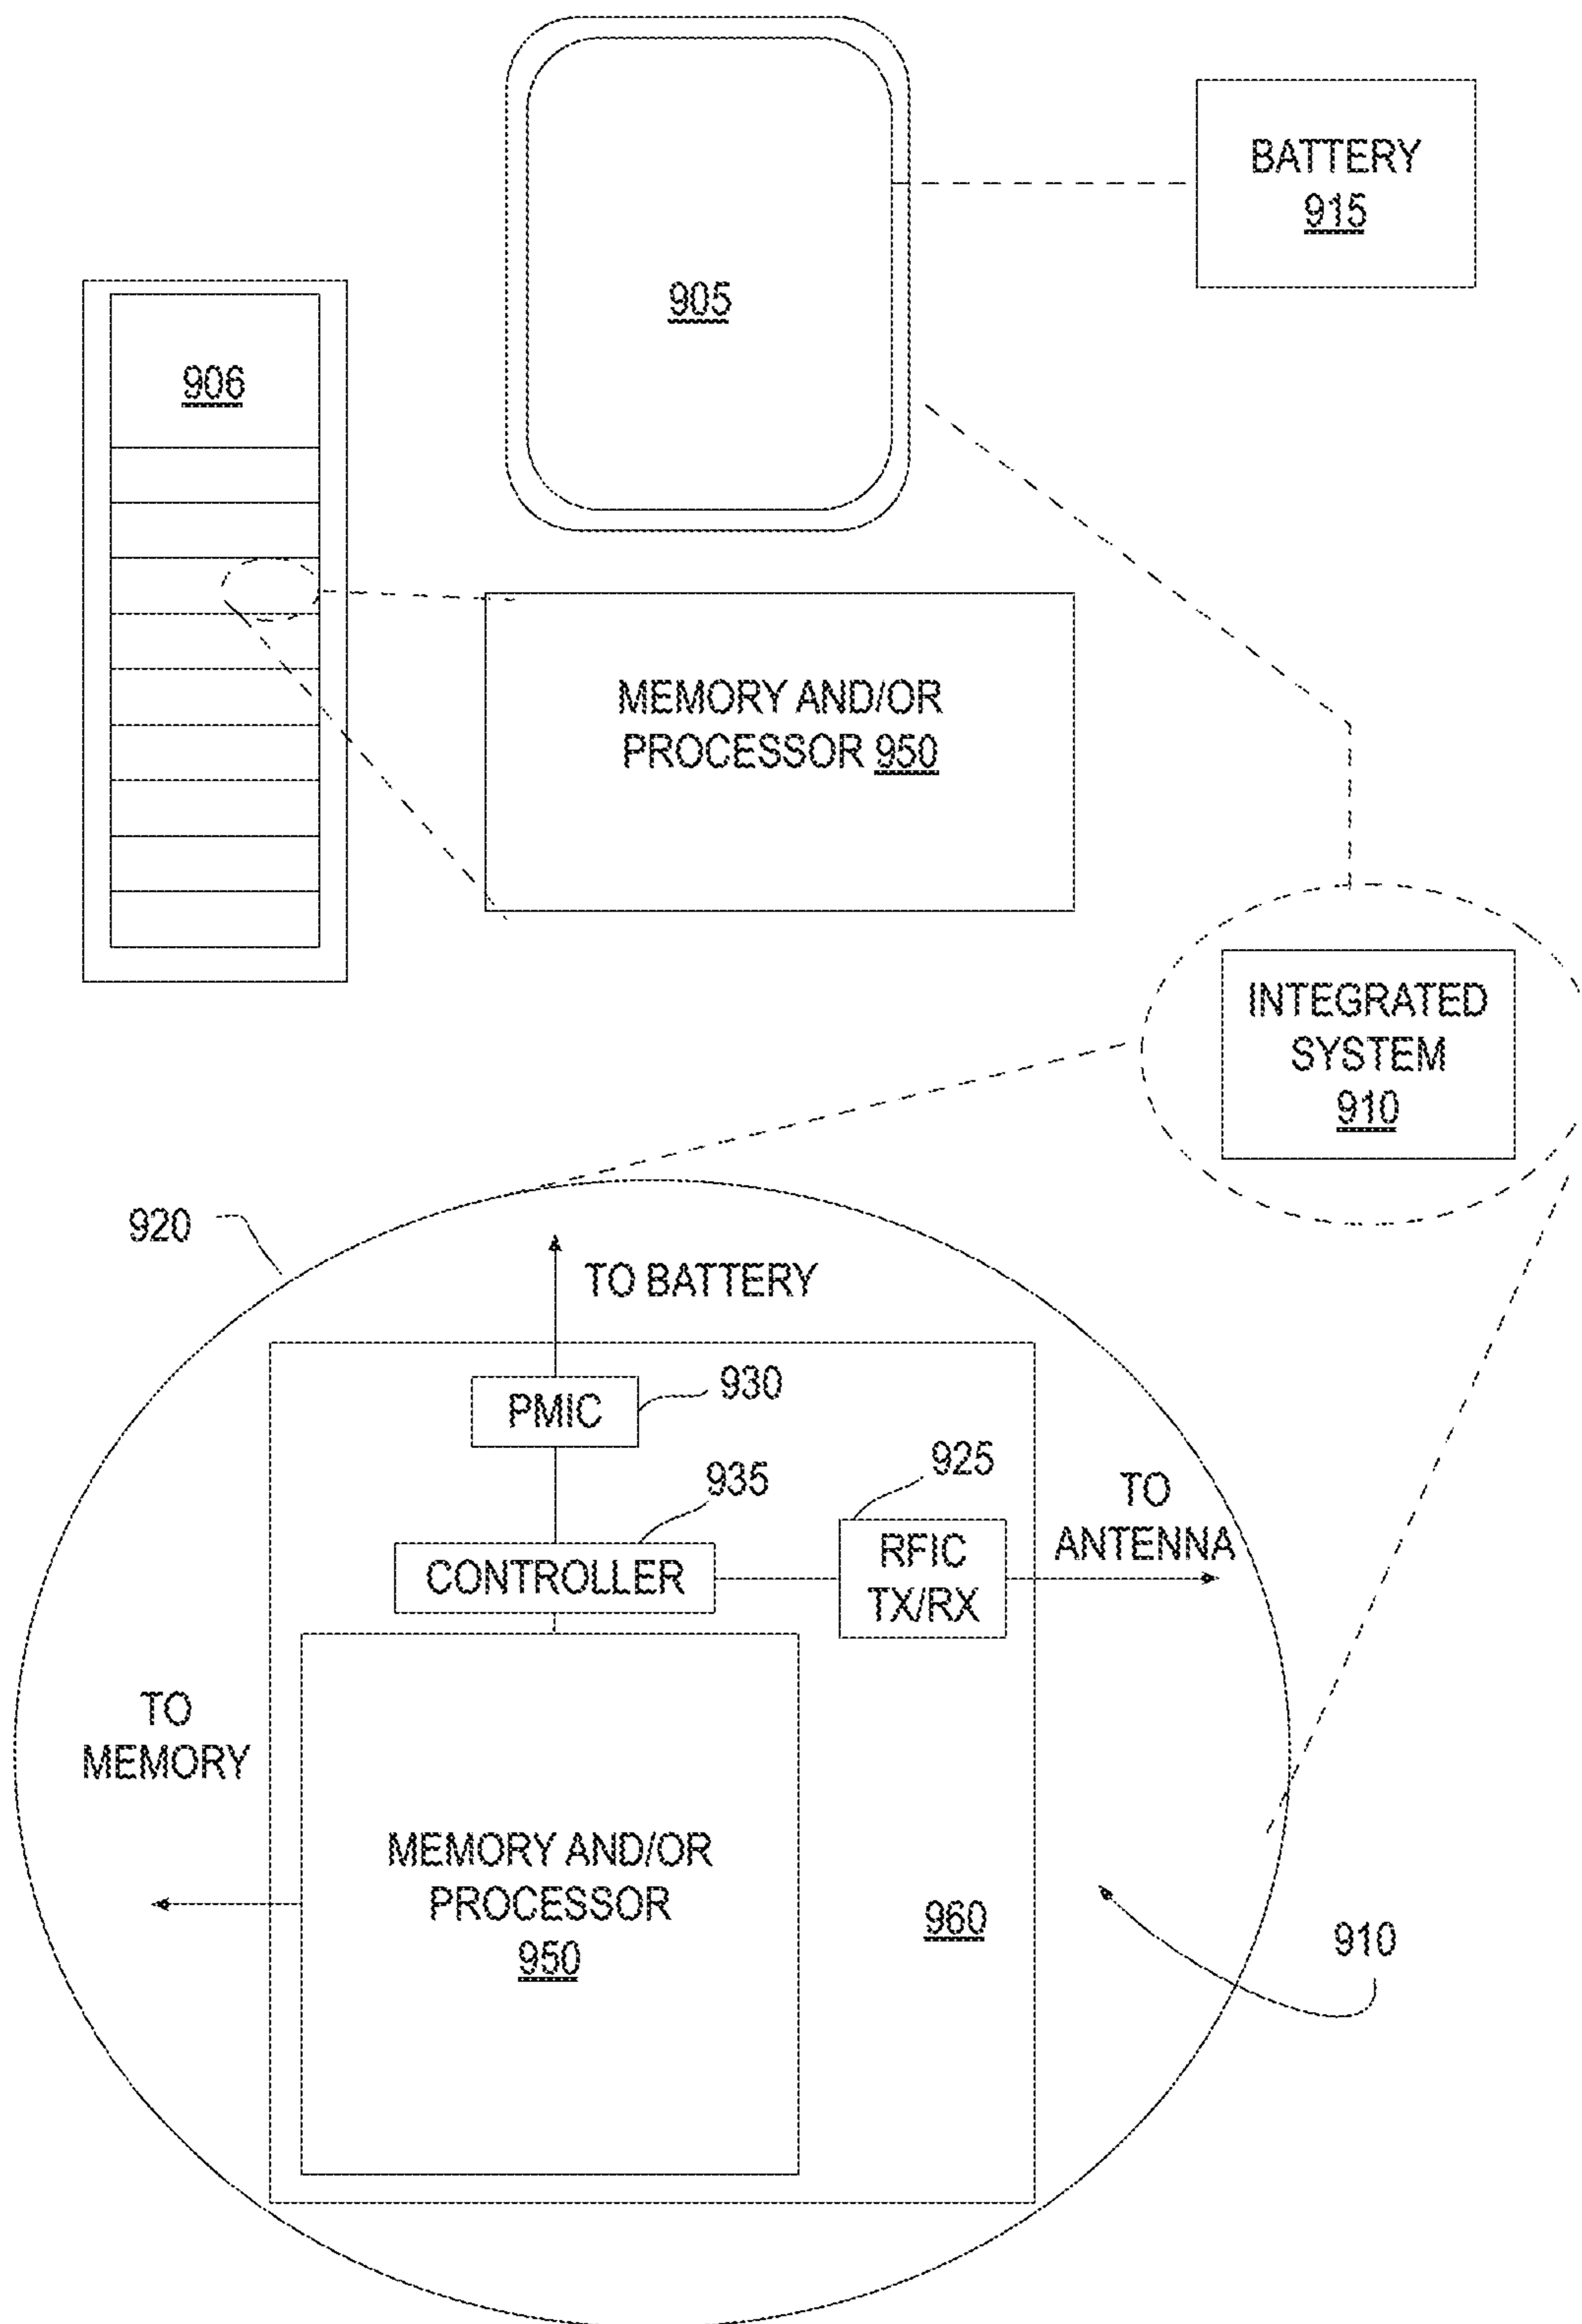 BATTERY
915
905
906
MEMORY AND/OR
PROCESSOR 950
INTEGRATED
SYSTEM
910
920
TO BATTERY
PMIC
930
935
925
CONTROLLER
RFIC
TX/RX
TO
ANTENNA
TO
MEMORY
MEMORY AND/OR
PROCESSOR
950
960
910